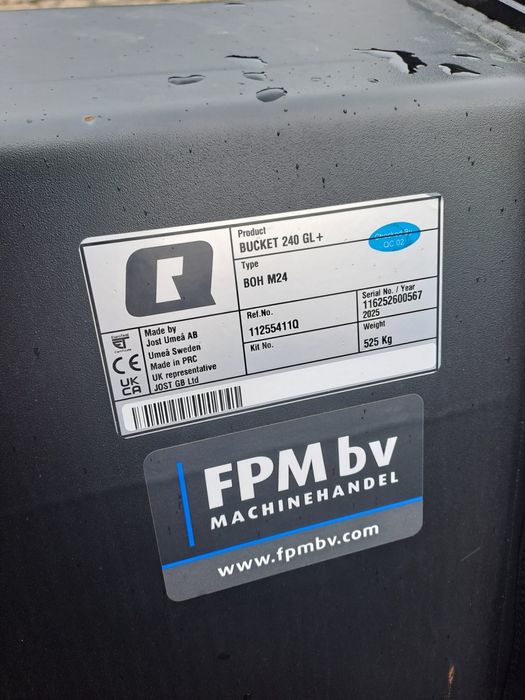 Product
BUCKET 240 GL+
Checked By
QC 02
Type
BOH M24
Ref.No.
11255411Q
Serial No. / Year
116252600567
2025
Kit No.
Weight
525 Kg
Made by
Jost Umeå AB
Umeå Sweden
Made in PRC
UK representative
JOST GB Ltd
CE
UK
CA
FPM bv
MACHINEHANDEL
www.fpmbv.com